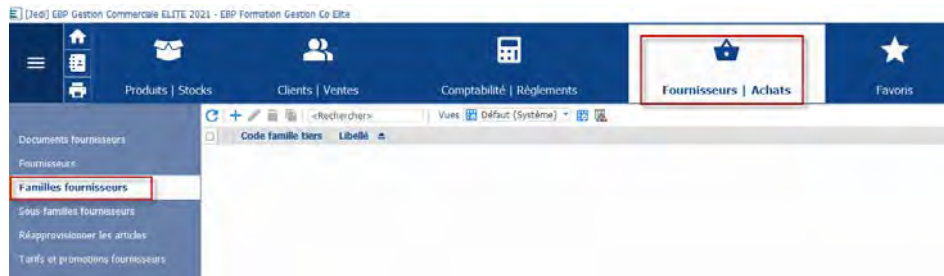 [Jedi] EBP Gestion Commerciale ELITE 2021 - EBP Formation Gestion Co Elite
Produits | Stocks
Clients | Ventes
Comptabilité | Règlements
Fournisseurs | Achats
Favoris
<Rechercher>
Vues Défaut (Système)
Code famille tiers Libellé
Documents fournisseurs
Fournisseurs
Familles fournisseurs
Sous familles fournisseurs
Réapprovisionner les articles
Tarifs et promotions fournisseurs